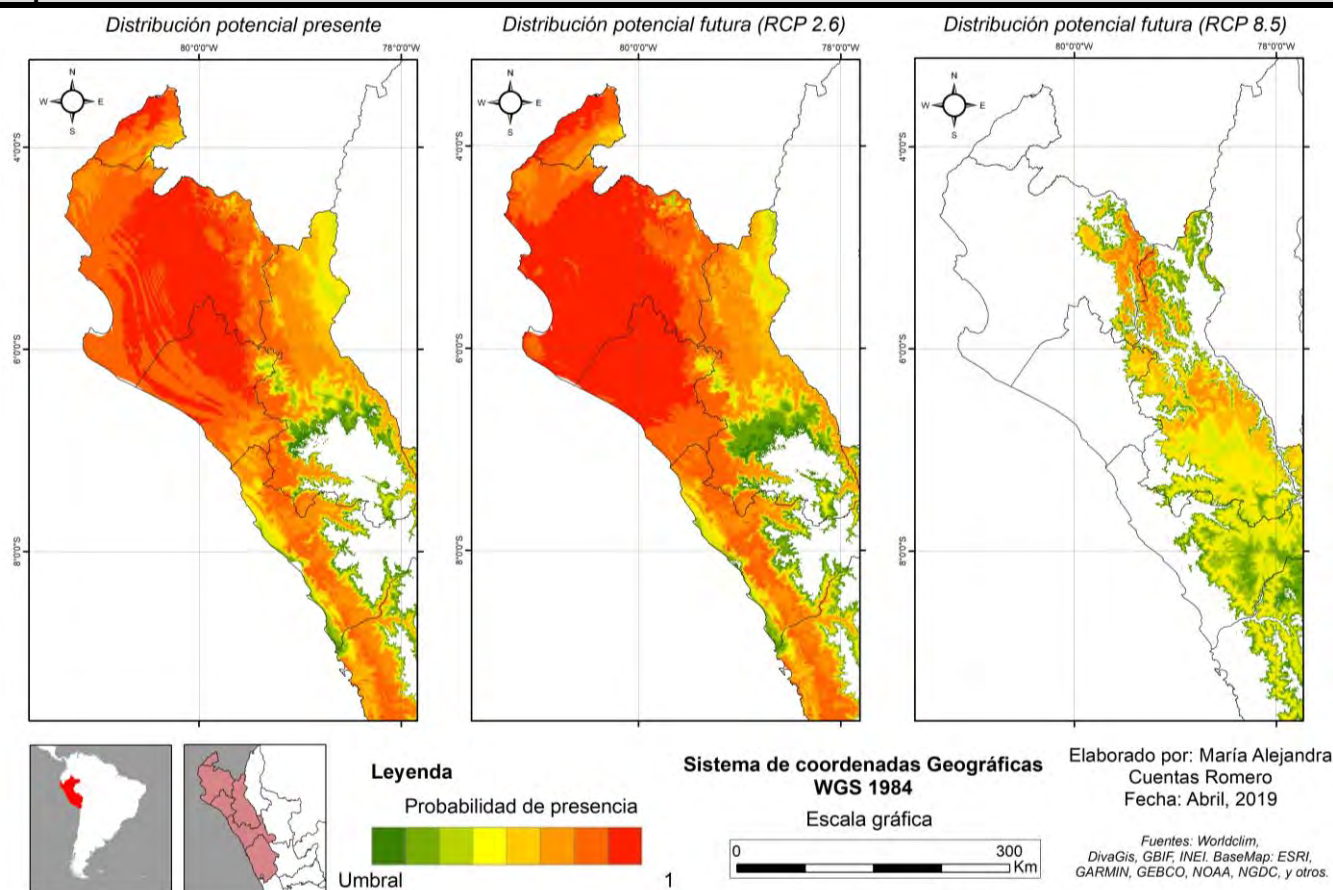 Distribución potencial presente
Distribución potencial futura (RCP 2.6)
Distribución potencial futura (RCP 8.5)
80°0'0"W
78°0'0"W
80°0'0"W
78°0'0"W
80°0'0"W
78°0'0"W
N
W
E
S
N
W
E
S
N
W
E
S
4°0'0"S
6°0'0"S
8°0'0"S
4°0'0"S
6°0'0"S
8°0'0"S
4°0'0"S
6°0'0"S
8°0'0"S
Leyenda
Probabilidad de presencia
Umbral
1
Sistema de coordenadas Geográficas
WGS 1984
Escala gráfica
0
300
Km
Elaborado por: María Alejandra
Cuentas Romero
Fecha: Abril, 2019
Fuentes: Worldclim,
DivaGis, GBIF, INEI. BaseMap: ESRI,
GARMIN, GEBCO, NOAA, NGDC, y otros.